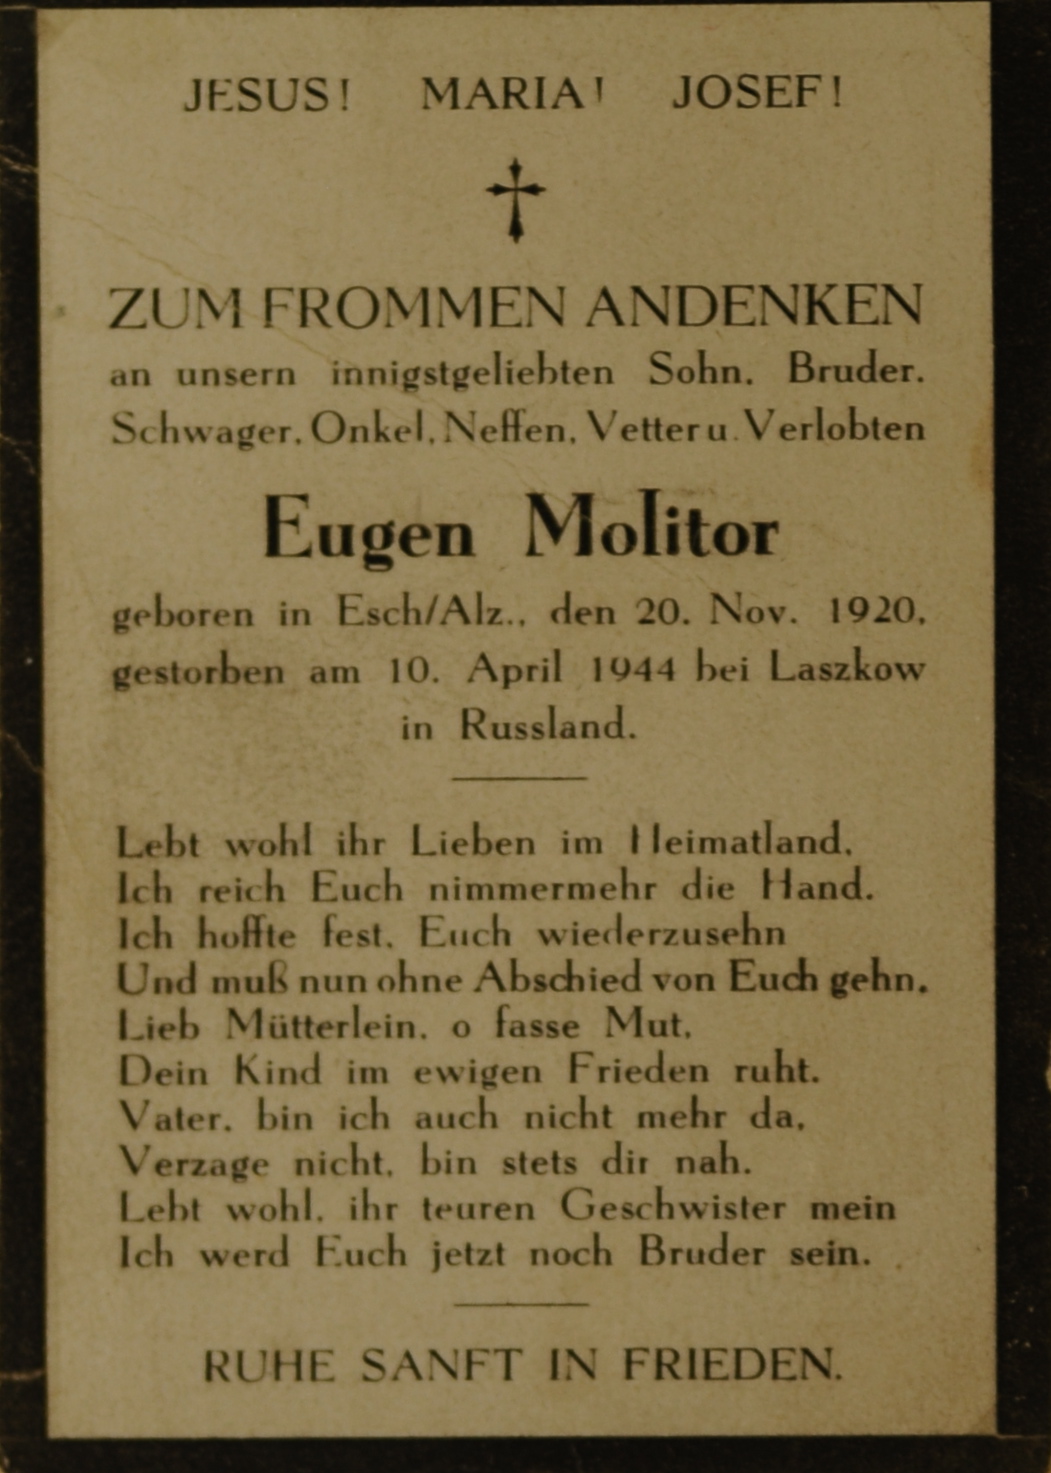 JESUS! MARIA! JOSEF!
ZUM FROMMEN ANDENKEN
an unsern innigstgeliebten Sohn, Bruder,
Schwager, Onkel, Neffen, Vetter u. Verlobten
Eugen Molitor
geboren in Esch/Alz., den 20. Nov. 1920,
gestorben am 10. April 1944 bei Laszkow
in Russland.
Lebt wohl ihr Lieben im Heimatland,
Ich reich Euch nimmermehr die Hand.
Ich hoffte fest, Euch wiederzusehn
Und muß nun ohne Abschied von Euch gehn.
Lieb Mütterlein, o fasse Mut,
Dein Kind im ewigen Frieden ruht.
Vater, bin ich auch nicht mehr da,
Verzage nicht, bin stets dir nah.
Lebt wohl, ihr teuren Geschwister mein
Ich werd Euch jetzt noch Bruder sein.
RUHE SANFT IN FRIEDEN.